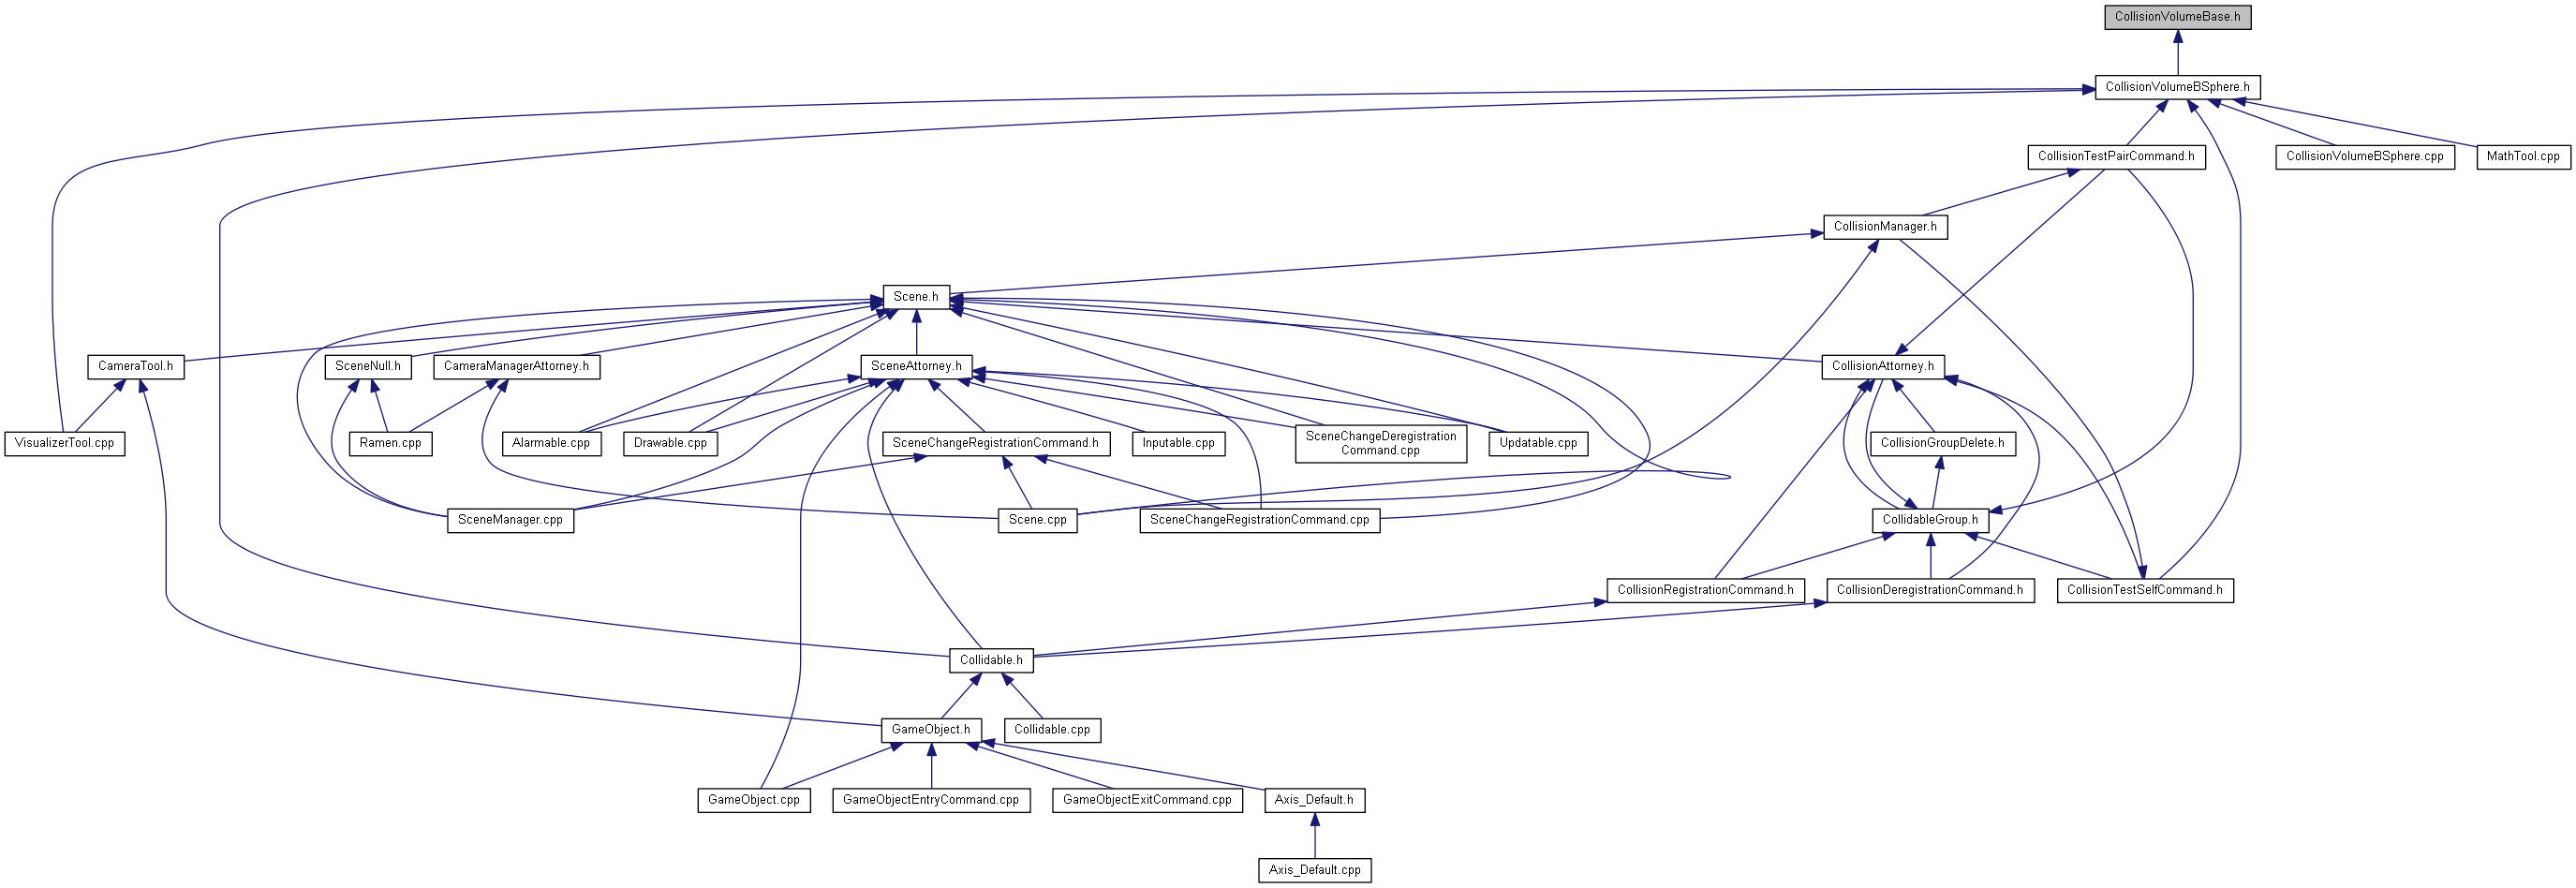 CollisionVolumeBase.h
CollisionVolumeBSphere.h
CollisionTestPairCommand.h
CollisionVolumeBSphere.cpp
MathTool.cpp
CollisionManager.h
Scene.h
CameraTool.h
SceneNull.h
CameraManagerAttorney.h
SceneAttorney.h
CollisionAttorney.h
VisualizerTool.cpp
Ramen.cpp
Alarmable.cpp
Drawable.cpp
SceneChangeRegistrationCommand.h
Inputable.cpp
SceneChangeDeregistration
Command.cpp
Updatable.cpp
CollisionGroupDelete.h
SceneManager.cpp
Scene.cpp
SceneChangeRegistrationCommand.cpp
CollidableGroup.h
CollisionRegistrationCommand.h
CollisionDeregistrationCommand.h
CollisionTestSelfCommand.h
Collidable.h
GameObject.h
Collidable.cpp
GameObject.cpp
GameObjectEntryCommand.cpp
GameObjectExitCommand.cpp
Axis_Default.h
Axis_Default.cpp